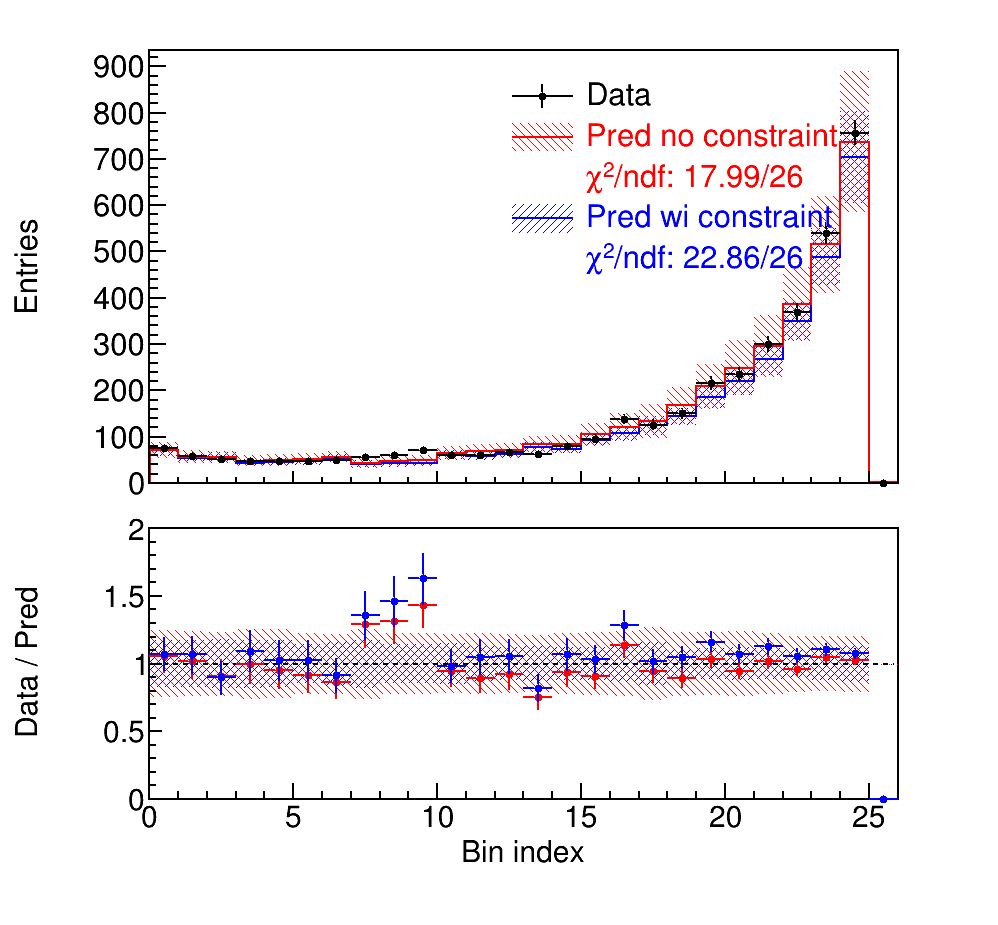 900
800
700
600
500
400
300
200
100
0
Entries
Data
Pred no constraint
χ²/ndf: 17.99/26
Pred wi constraint
χ²/ndf: 22.86/26
2
1.5
1
0.5
0
Data / Pred
0 5 10 15 20 25
Bin index